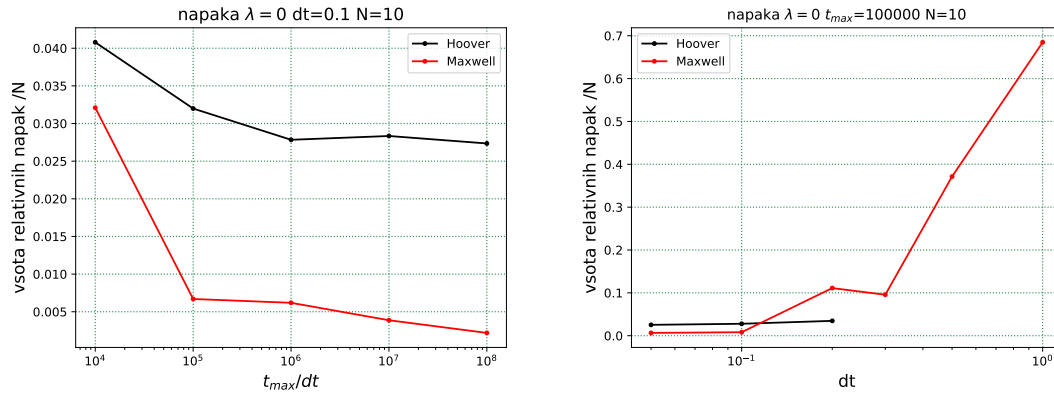 napaka λ = 0 dt=0.1 N=10
vsota relativnih napak /N
0.040
0.035
0.030
0.025
0.020
0.015
0.010
0.005
Hoover
Maxwell
10⁴ 10⁵ 10⁶ 10⁷ 10⁸
t_max/dt
napaka λ = 0 t_max=100000 N=10
vsota relativnih napak /N
0.7
0.6
0.5
0.4
0.3
0.2
0.1
0.0
Hoover
Maxwell
10⁻¹ 10⁰
dt